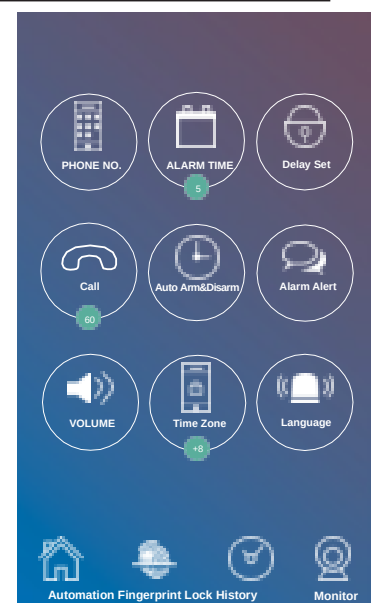 PHONE NO. ALARM TIME Delay Set
5
Call Auto Arm&Disarm Alarm Alert
60
VOLUME Time Zone Language
+8
Automation Fingerprint Lock History Monitor